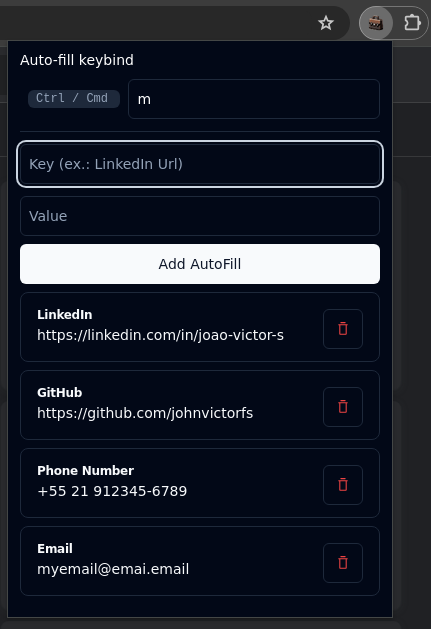 Auto-fill keybind
Ctrl / Cmd
m
Key (ex.: LinkedIn Url)
Value
Add AutoFill
LinkedIn
https://linkedin.com/in/joao-victor-s
GitHub
https://github.com/johnvictorfs
Phone Number
+55 21 912345-6789
Email
myemail@emai.email